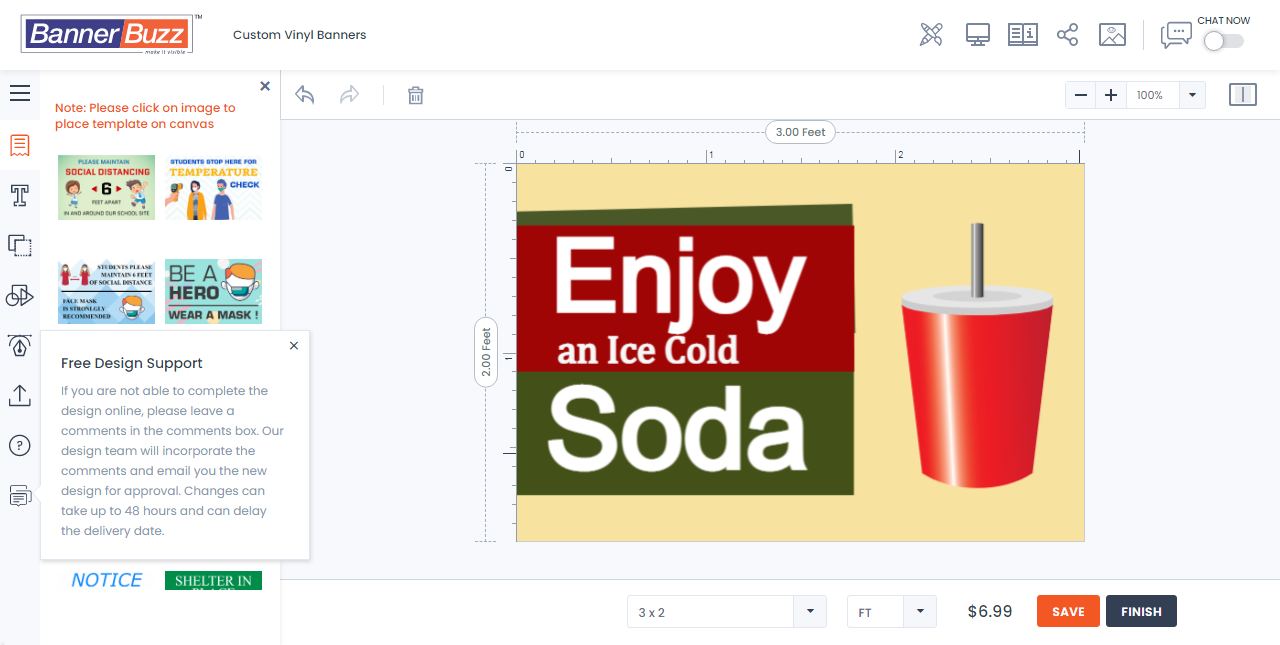 BannerBuzz™
make it visible
Custom Vinyl Banners
CHAT NOW
Note: Please click on image to
place template on canvas
100%
3.00 Feet
0
1
2
0
1
2.00 Feet
PLEASE MAINTAIN
SOCIAL DISTANCING
6
FEET APART
IN AND AROUND OUR SCHOOL SITE
STUDENTS STOP HERE FOR
TEMPERATURE
CHECK
STUDENTS PLEASE
MAINTAIN 6 FEET
OF SOCIAL DISTANCE
FACE MASK
IS STRONLGY
RECOMMENDED
BE A
HERO
WEAR A MASK !
Free Design Support
If you are not able to complete the
design online, please leave a
comments in the comments box. Our
design team will incorporate the
comments and email you the new
design for approval. Changes can
take up to 48 hours and can delay
the delivery date.
NOTICE
SHELTER IN
PLACE
Enjoy
an Ice Cold
Soda
3 x 2
FT
$6.99
SAVE
FINISH